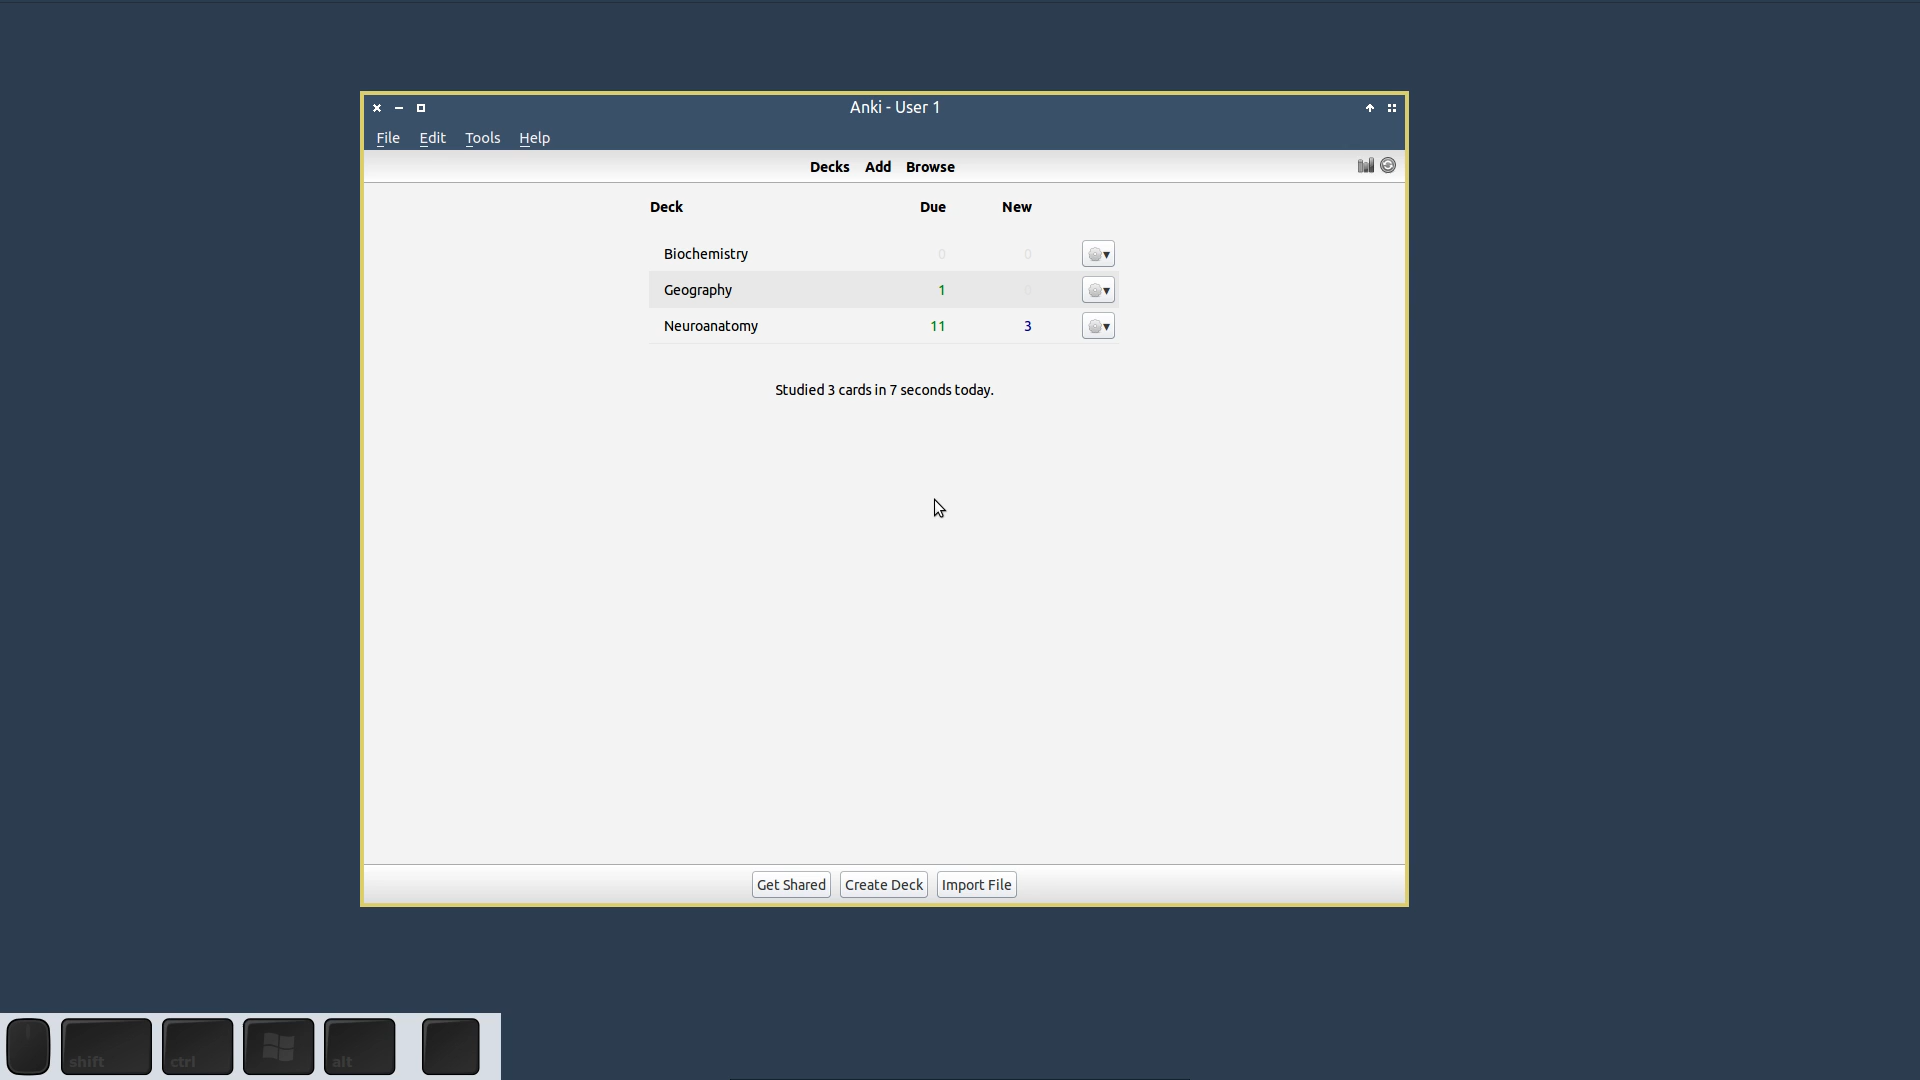 Anki - User 1
File Edit Tools Help
Decks Add Browse
Deck Due New
Biochemistry 0 0
Geography 1 0
Neuroanatomy 11 3
Studied 3 cards in 7 seconds today.
Get Shared Create Deck Import File
shift ctrl alt